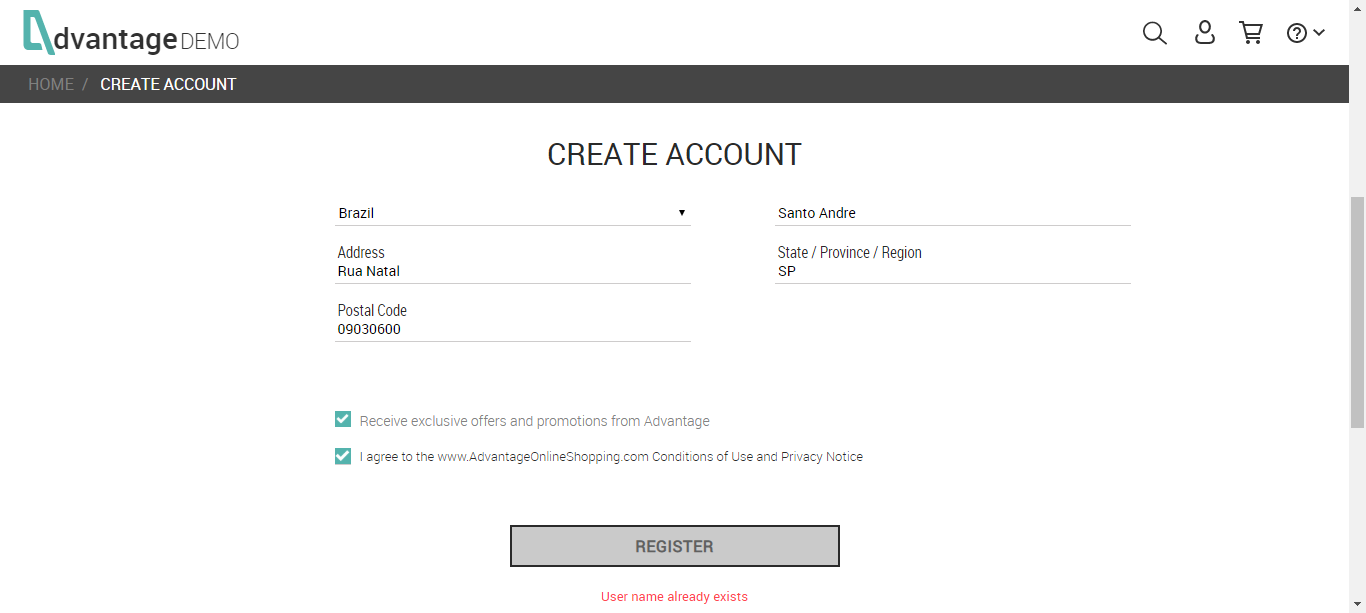 dvantage DEMO
HOME / CREATE ACCOUNT
CREATE ACCOUNT
Brazil
Santo Andre
Address
Rua Natal
State / Province / Region
SP
Postal Code
09030600
Receive exclusive offers and promotions from Advantage
I agree to the www.AdvantageOnlineShopping.com Conditions of Use and Privacy Notice
REGISTER
User name already exists